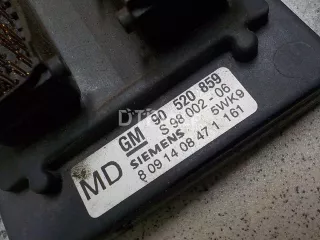 GM 90 520 859
S 98 002 - 06
SIEMENS 5WK9
MD 8 09 14 08 47 1 161